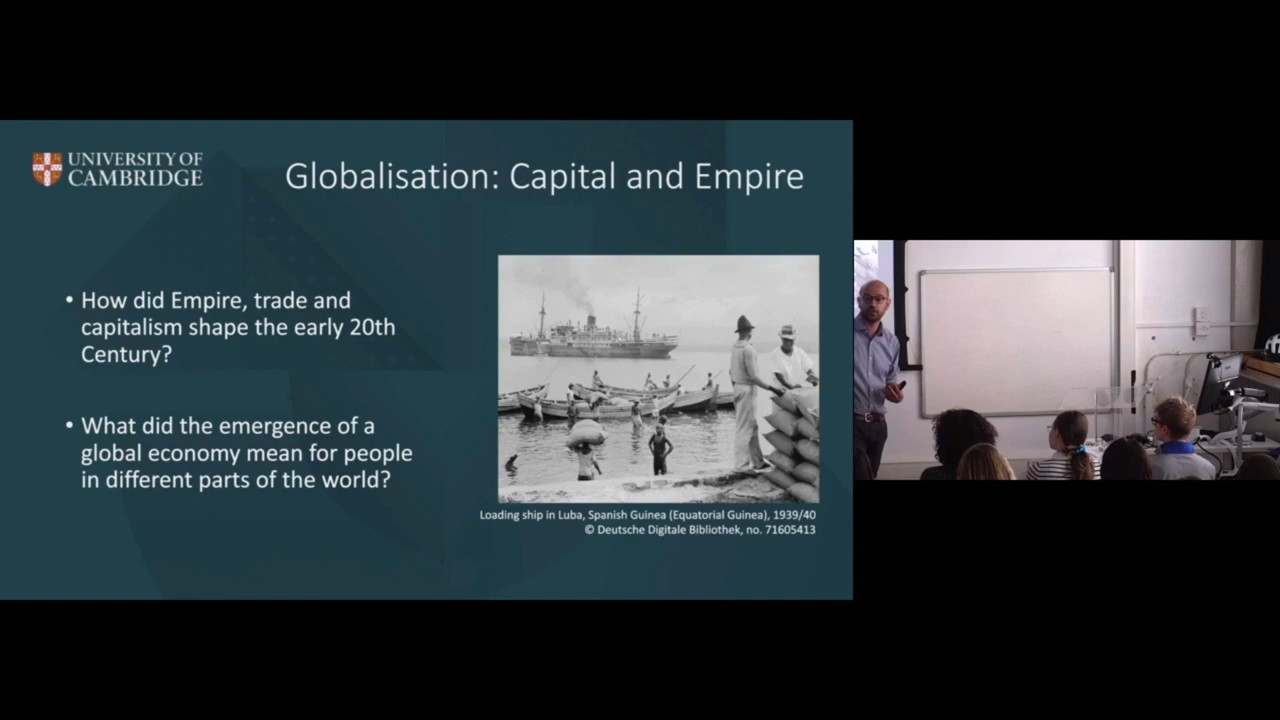 UNIVERSITY OF
CAMBRIDGE
Globalisation: Capital and Empire
• How did Empire, trade and
capitalism shape the early 20th
Century?
• What did the emergence of a
global economy mean for people
in different parts of the world?
Loading ship in Luba, Spanish Guinea (Equatorial Guinea), 1939/40
© Deutsche Digitale Bibliothek, no. 71605413